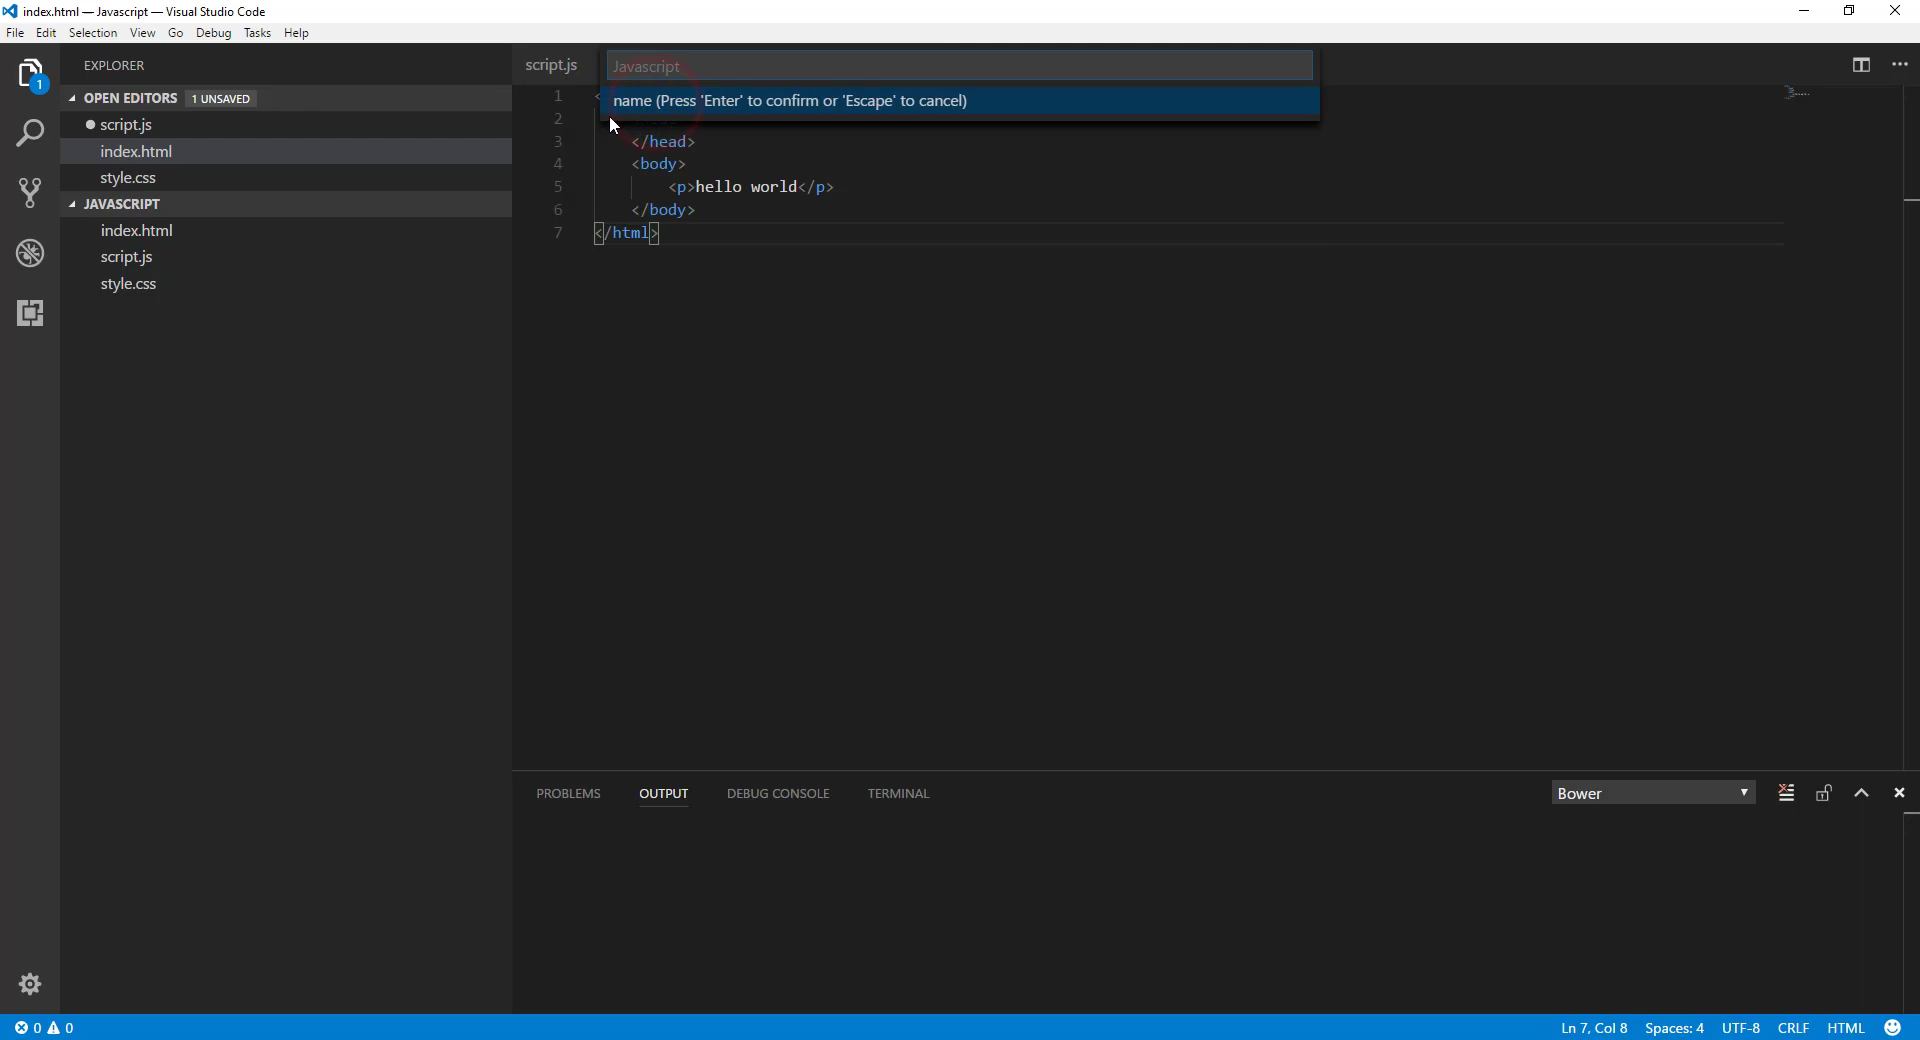 index.html — Javascript — Visual Studio Code
File Edit Selection View Go Debug Tasks Help
1
EXPLORER
OPEN EDITORS 1 UNSAVED
script.js
index.html
style.css
JAVASCRIPT
index.html
script.js
style.css
script.js
Javascript
name (Press 'Enter' to confirm or 'Escape' to cancel)
1 <
2
3 </head>
4 <body>
5 <p>hello world</p>
6 </body>
7 </html>
PROBLEMS OUTPUT DEBUG CONSOLE TERMINAL
Bower
0 0
Ln 7, Col 8 Spaces: 4 UTF-8 CRLF HTML